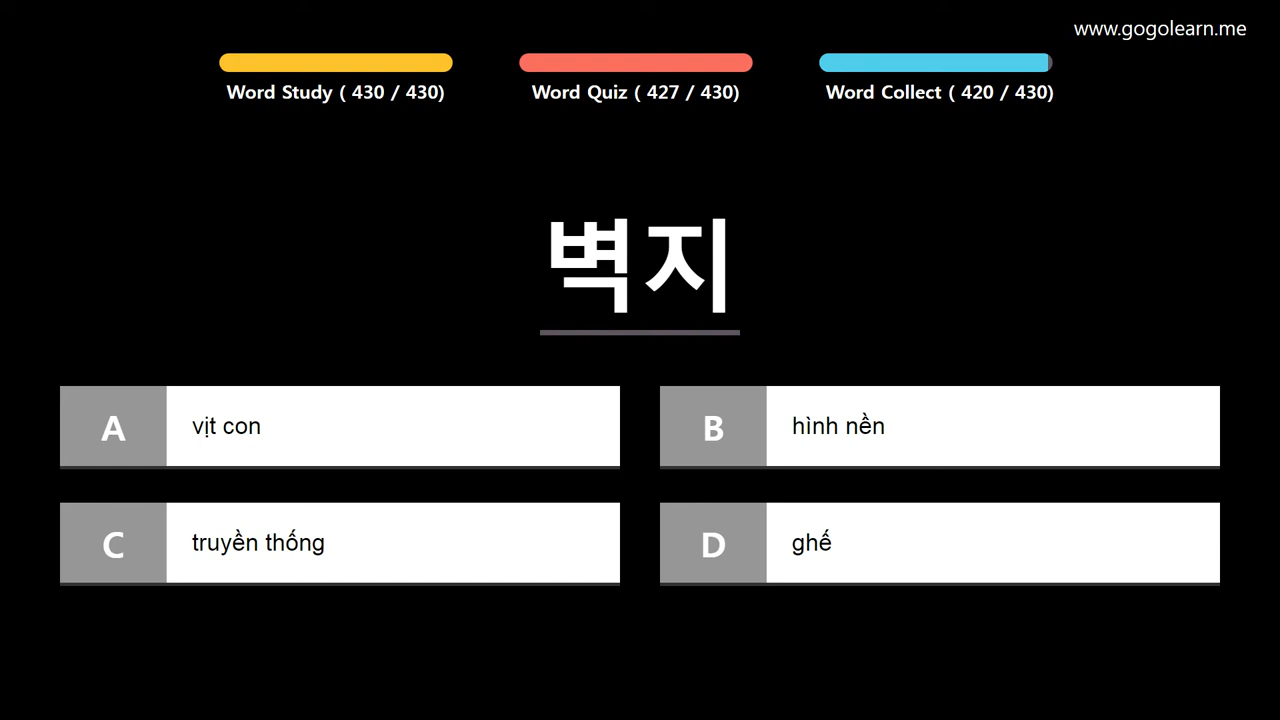 www.gogolearn.me
Word Study ( 430 / 430)
Word Quiz ( 427 / 430)
Word Collect ( 420 / 430)
벽지
A vịt con
B hình nền
C truyền thống
D ghế